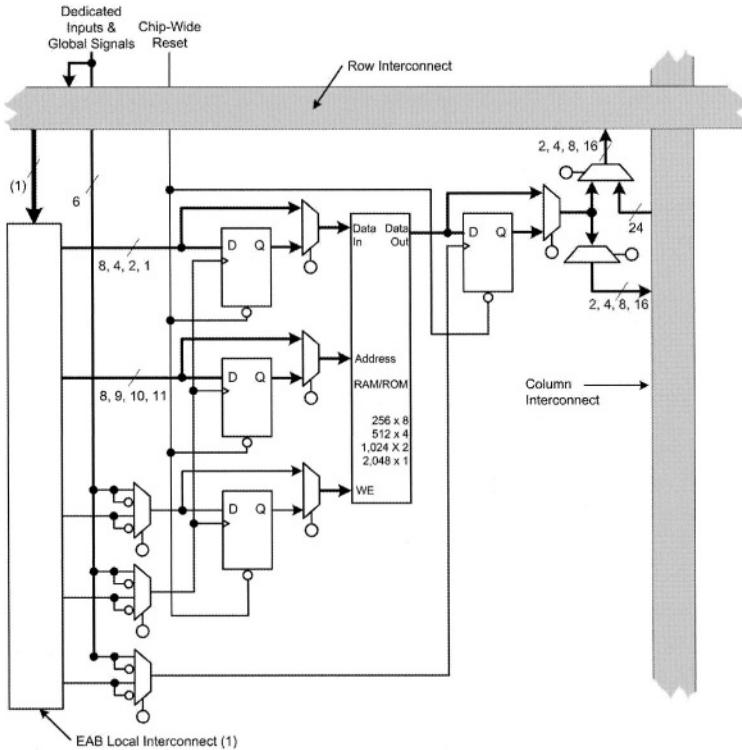 Dedicated
Inputs &
Global Signals
Chip-Wide
Reset
Row Interconnect
2, 4, 8, 16
(1)
6
24
D Q
8, 4, 2, 1
Data
In
Data
Out
D Q
2, 4, 8, 16
Address
D Q
8, 9, 10, 11
RAM/ROM
256 x 8
512 x 4
1,024 X 2
2,048 x 1
Column
Interconnect
WE
D Q
EAB Local Interconnect (1)